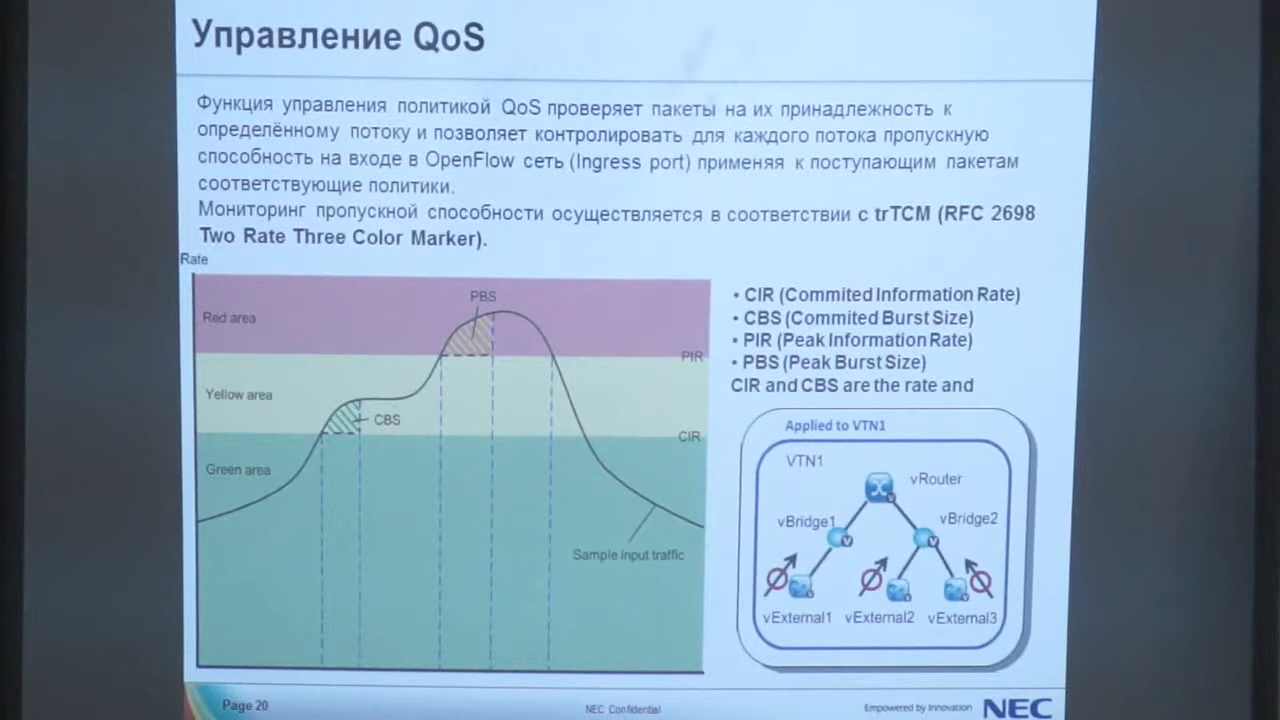 Управление QoS
Функция управления политикой QoS проверяет пакеты на их принадлежность к
определённому потоку и позволяет контролировать для каждого потока пропускную
способность на входе в OpenFlow сеть (Ingress port) применяя к поступающим пакетам
соответствующие политики.
Мониторинг пропускной способности осуществляется в соответствии с trTCM (RFC 2698
Two Rate Three Color Marker).
Rate
PBS
Red area
PIR
Yellow area
CBS
CIR
Green area
Sample input traffic
• CIR (Commited Information Rate)
• CBS (Commited Burst Size)
• PIR (Peak Information Rate)
• PBS (Peak Burst Size)
CIR and CBS are the rate and
Applied to VTN1
VTN1
vRouter
vBridge1
vBridge2
vExternal1 vExternal2 vExternal3
Page 20
NEC Confidential
Empowered by Innovation
NEC